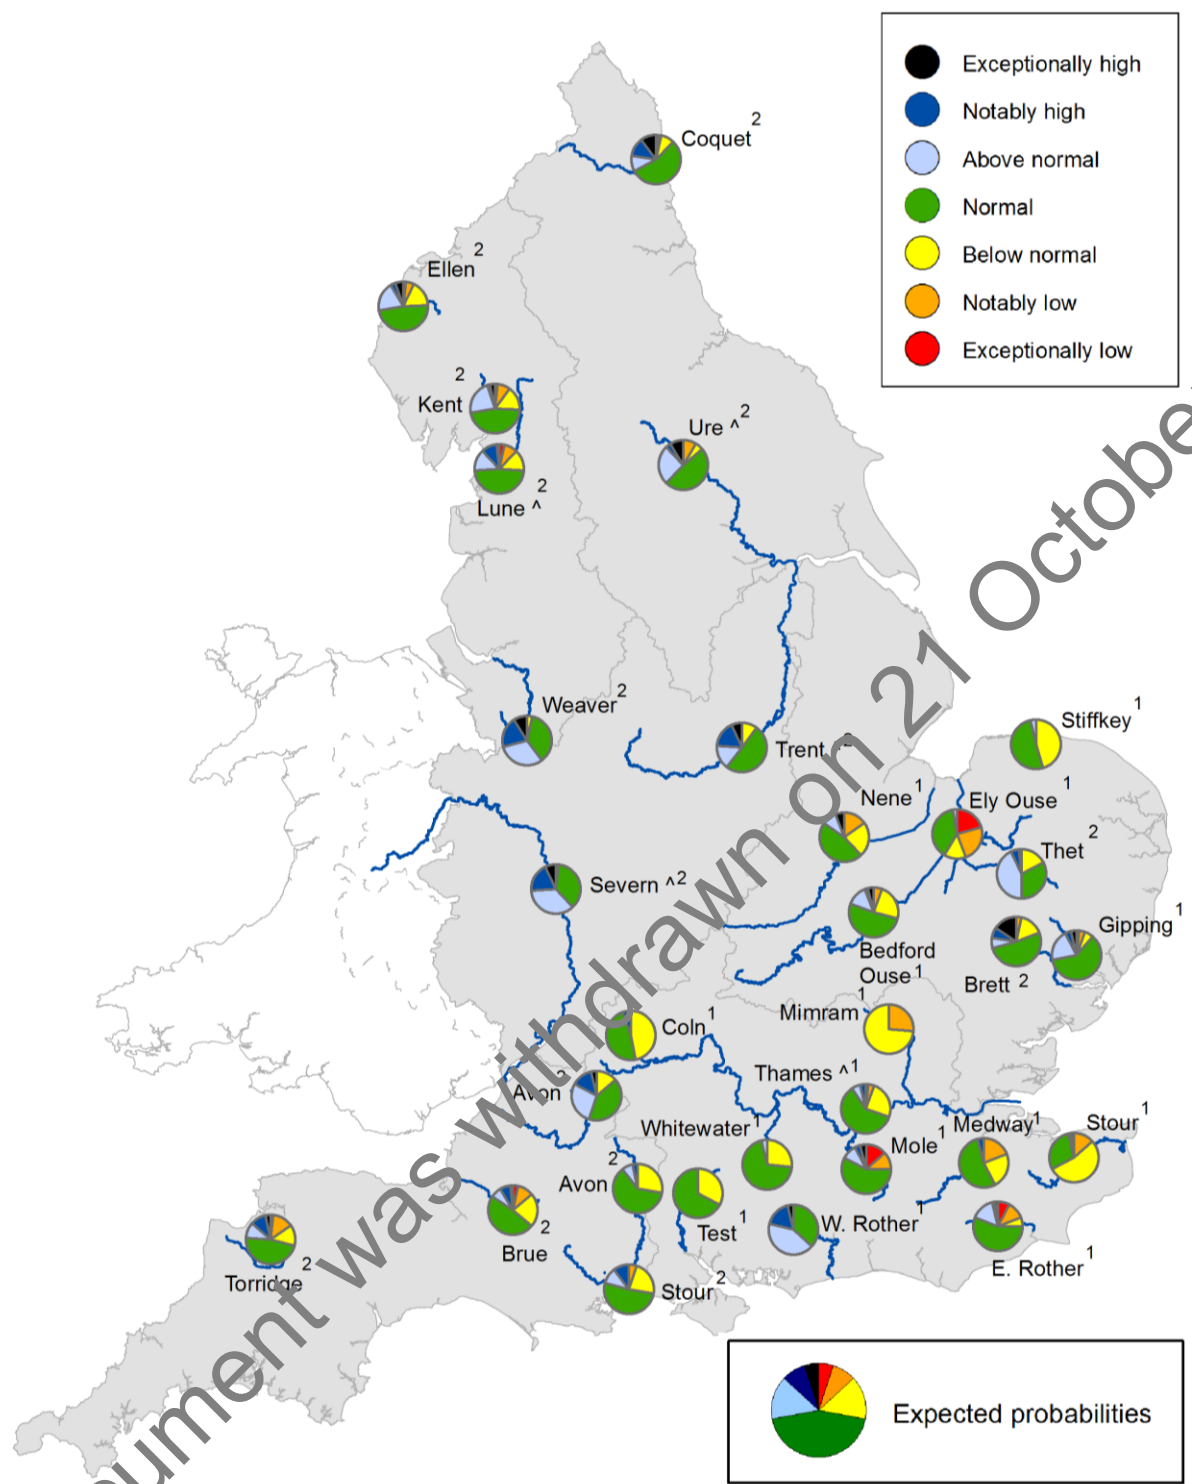 Exceptionally high
Notably high
Above normal
Normal
Below normal
Notably low
Exceptionally low
Coquet 2
Ellen 2
2
Kent
Ure ^ 2
2
Lune ^
Weaver 2
Trent ^2
Stiffkey 1
Nene 1
Ely Ouse 1
Thet 2
Severn ^2
Gipping 1
Bedford
Ouse 1
Brett 2
Mimram 1
Coln 1
Thames ^1
Avon 2
Whitewater 1
Medway 1
Stour 1
Mole 1
2
Avon
Test 1
W. Rother 1
2
Brue
E. Rother 1
Torridge 2
Stour 2
Expected probabilities
ument was withdrawn on 21 Octobe